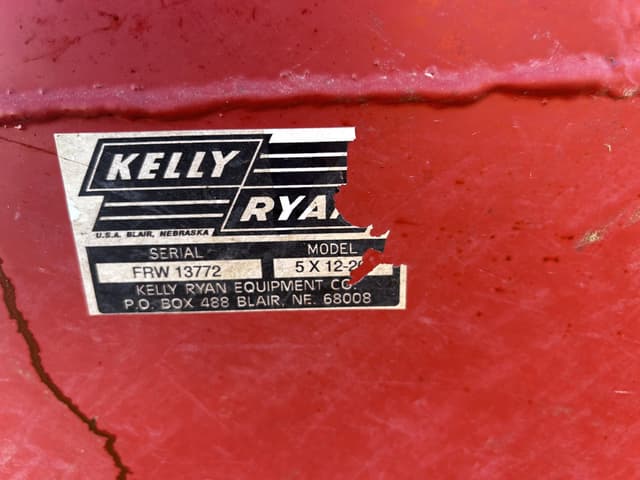 KELLY
RYA
U.S.A. BLAIR, NEBRASKA
SERIAL MODEL
FRW 13772 5 X 12-2
KELLY RYAN EQUIPMENT CO.
P.O. BOX 488 BLAIR, NE. 68008